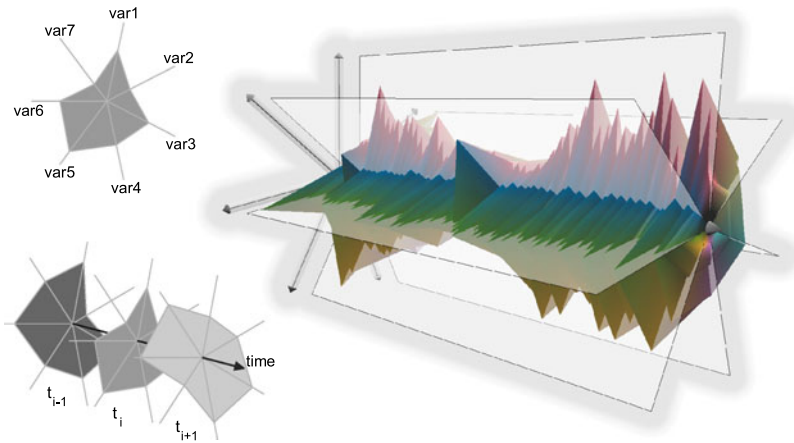 var1
var7
var2
var6
var3
var5
var4
time
t i-1
t i
t i+1